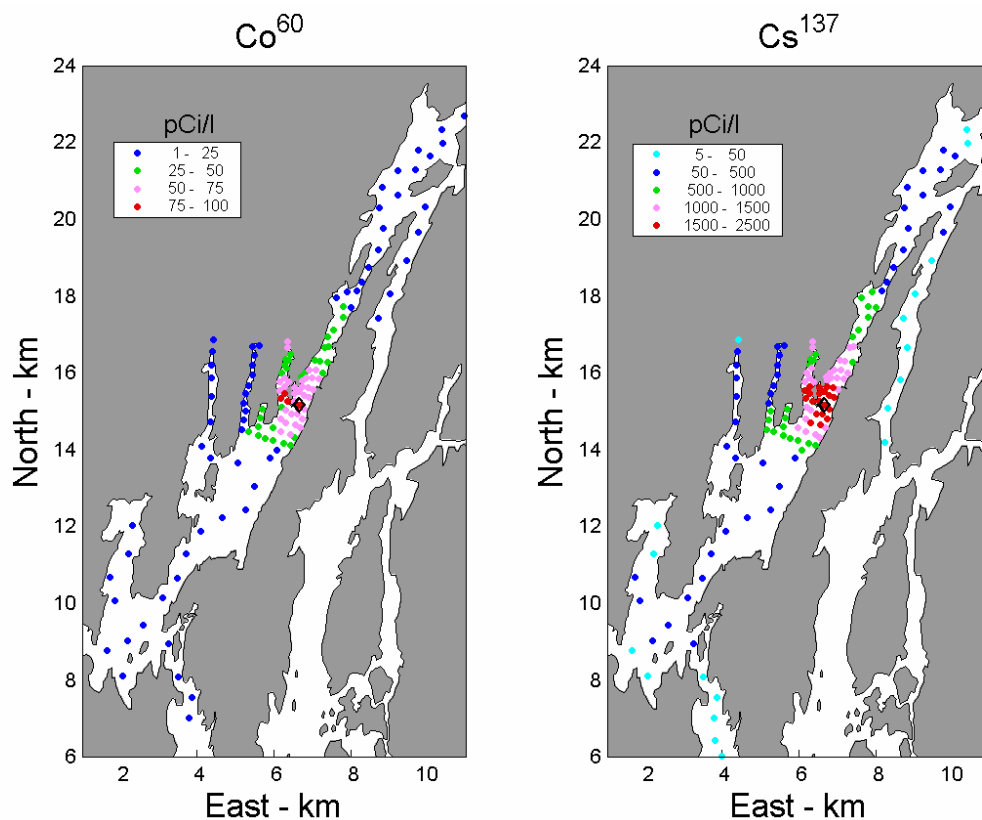 Co⁶⁰
Cs¹³⁷
24
22
20
18
16
14
12
10
8
6
North - km
pCi/l
1 - 25
25 - 50
50 - 75
75 - 100
2
4
6
8
10
East - km
24
22
20
18
16
14
12
10
8
6
North - km
pCi/l
5 - 50
50 - 500
500 - 1000
1000 - 1500
1500 - 2500
2
4
6
8
10
East - km